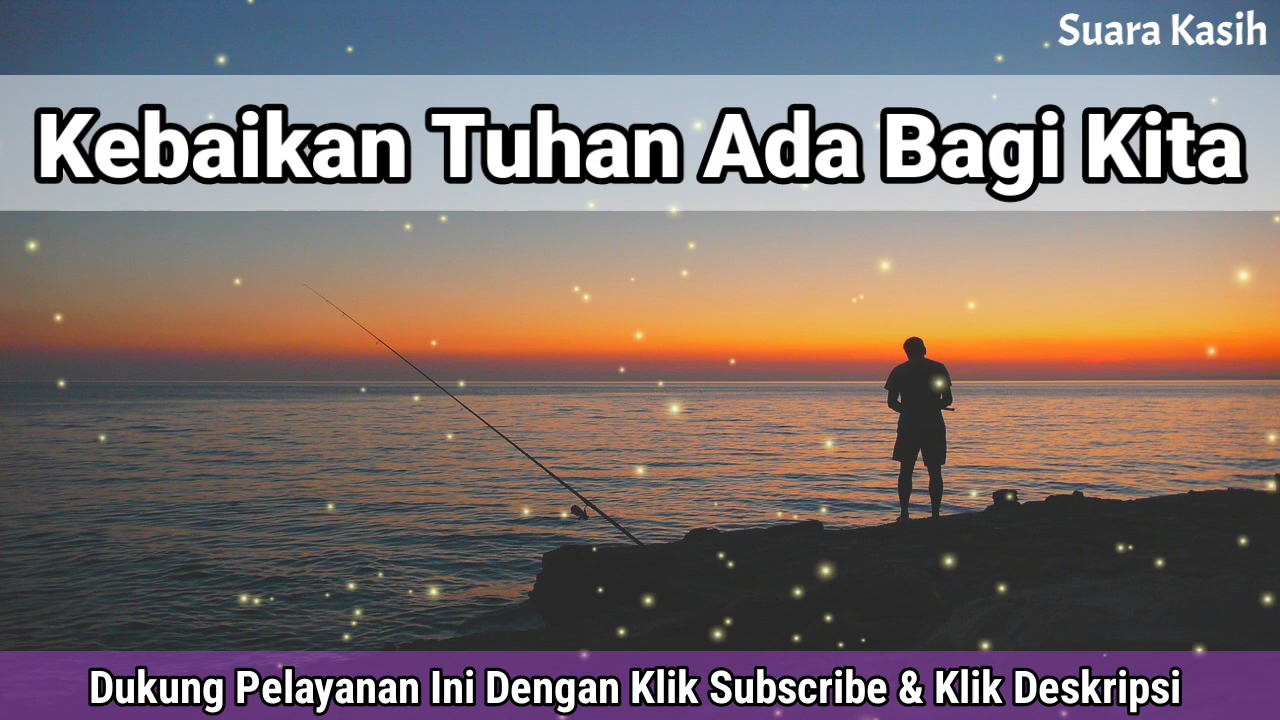 Suara Kasih
Kebaikan Tuhan Ada Bagi Kita
Dukung Pelayanan Ini Dengan Klik Subscribe & Klik Deskripsi